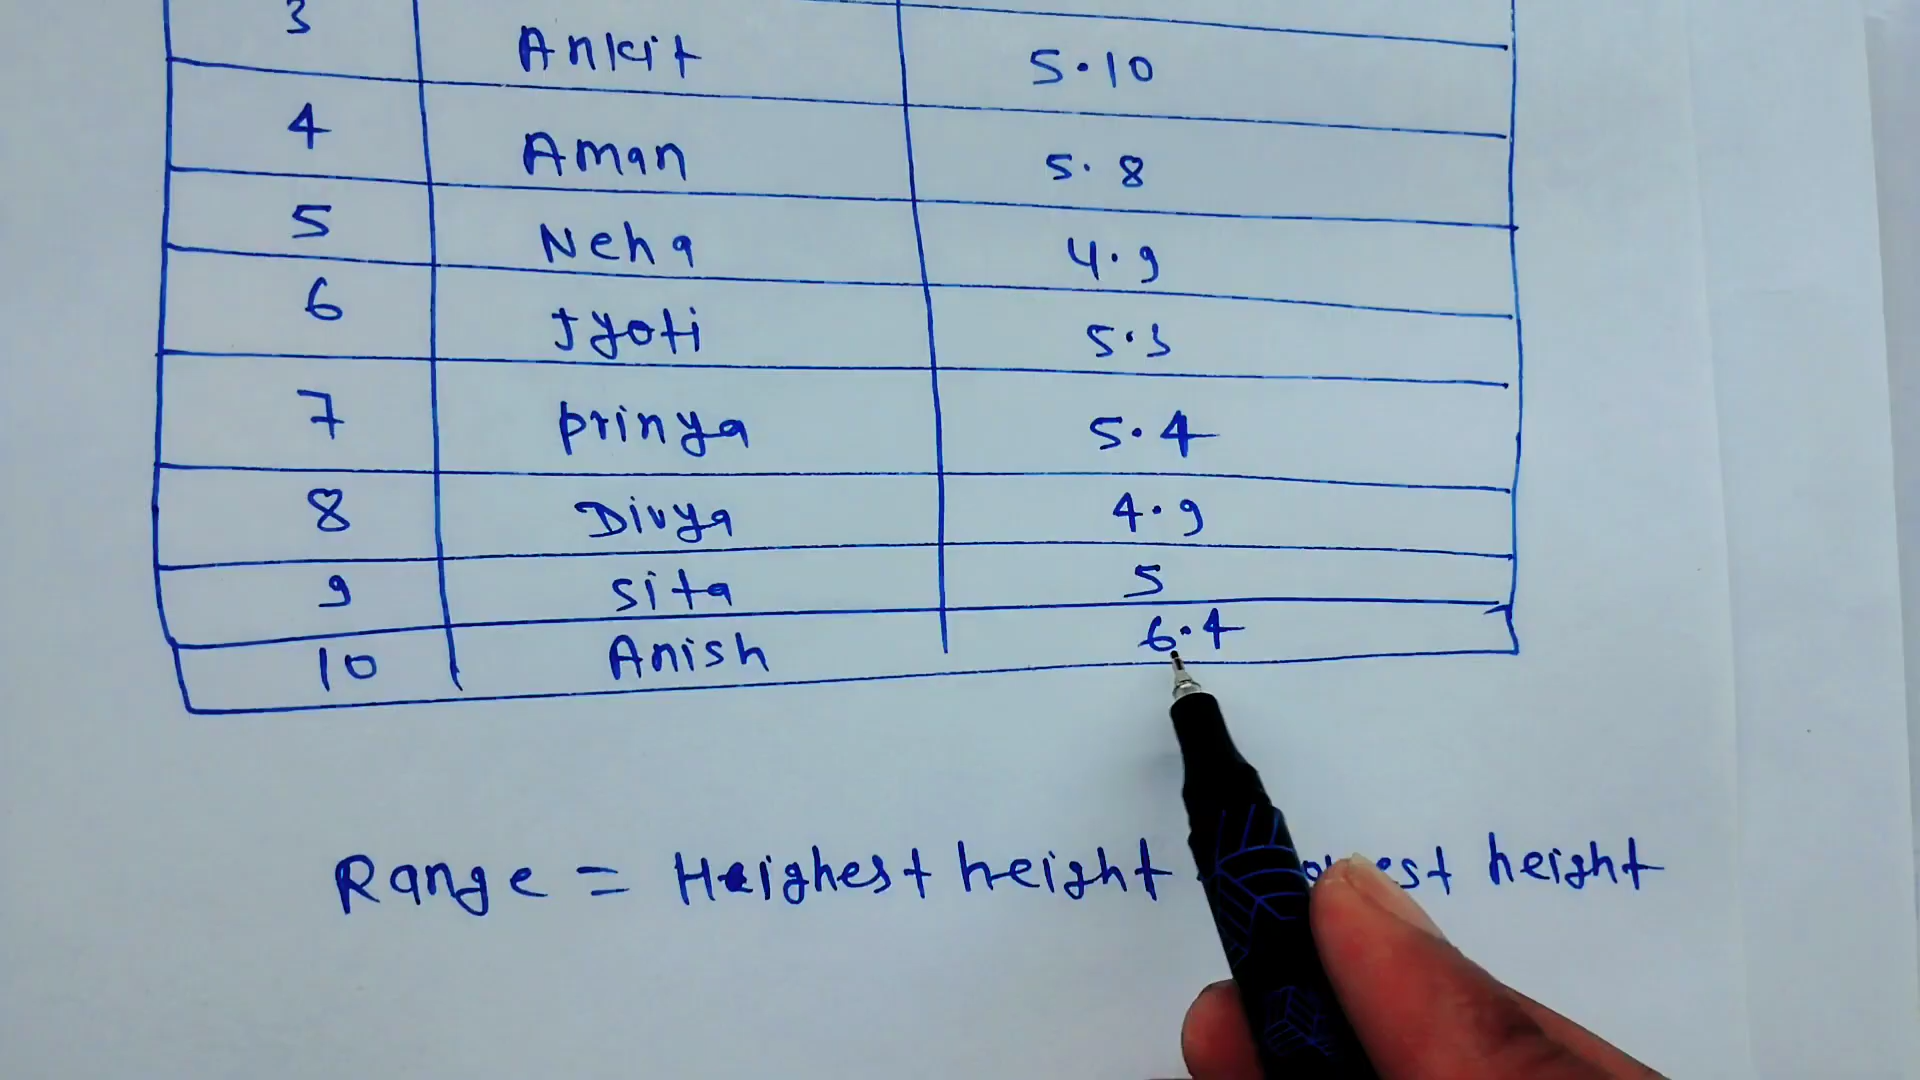 3 Ankit 5.10
4 Aman 5.8
5 Neha 4.9
6 Jyoti 5.3
7 prinya 5.4
8 Divya 4.9
9 sita 5
10 Anish 6.4
Range = Heighest height height